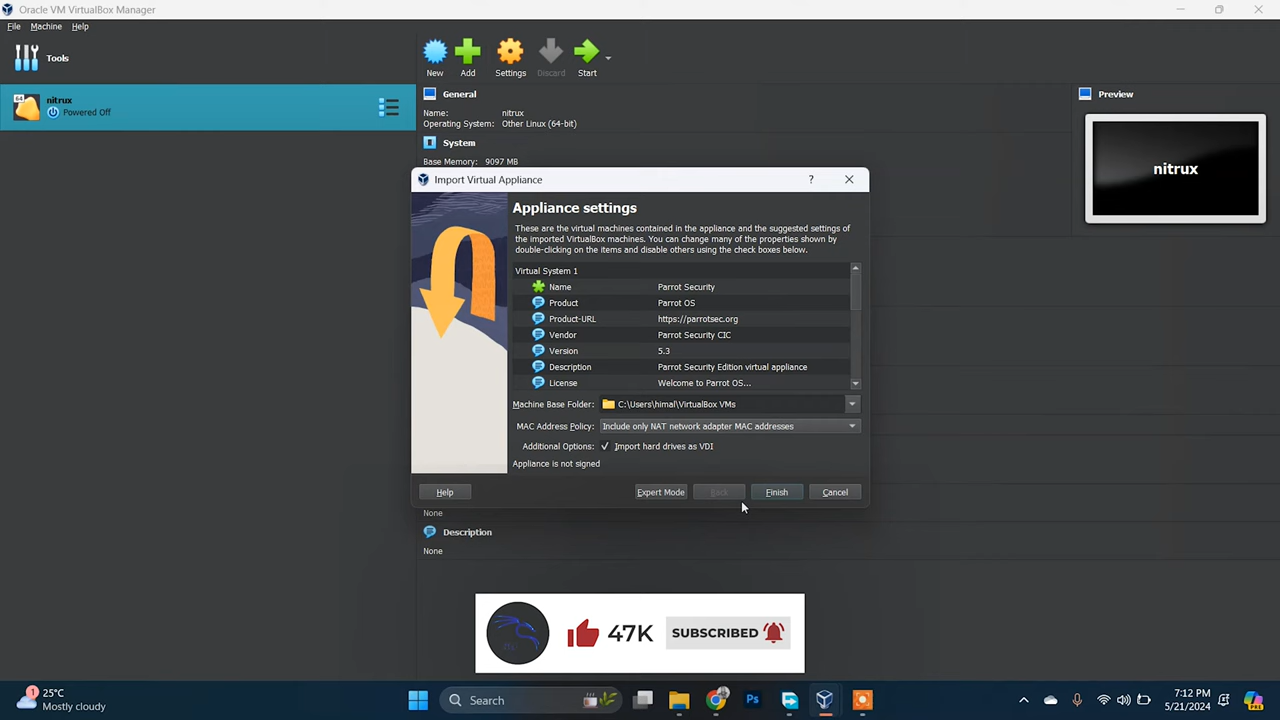 Oracle VM VirtualBox Manager
File Machine Help
Tools
New Add Settings Discard Start
64 nitrux
Powered Off
General
Name: nitrux
Operating System: Other Linux (64-bit)
System
Base Memory: 9097 MB
Preview
nitrux
Import Virtual Appliance
?
Appliance settings
These are the virtual machines contained in the appliance and the suggested settings of
the imported VirtualBox machines. You can change many of the properties shown by
double-clicking on the items and disable others using the check boxes below.
Virtual System 1
Name Parrot Security
Product Parrot OS
Product-URL https://parrotsec.org
Vendor Parrot Security CIC
Version 5.3
Description Parrot Security Edition virtual appliance
License Welcome to Parrot OS...
Machine Base Folder: C:\Users\himal\VirtualBox VMs
MAC Address Policy: Include only NAT network adapter MAC addresses
Additional Options: Import hard drives as VDI
Appliance is not signed
Help Expert Mode Back Finish Cancel
None
Description
None
47K SUBSCRIBED
1 25°C
Mostly cloudy
Search
7:12 PM
5/21/2024
PRE